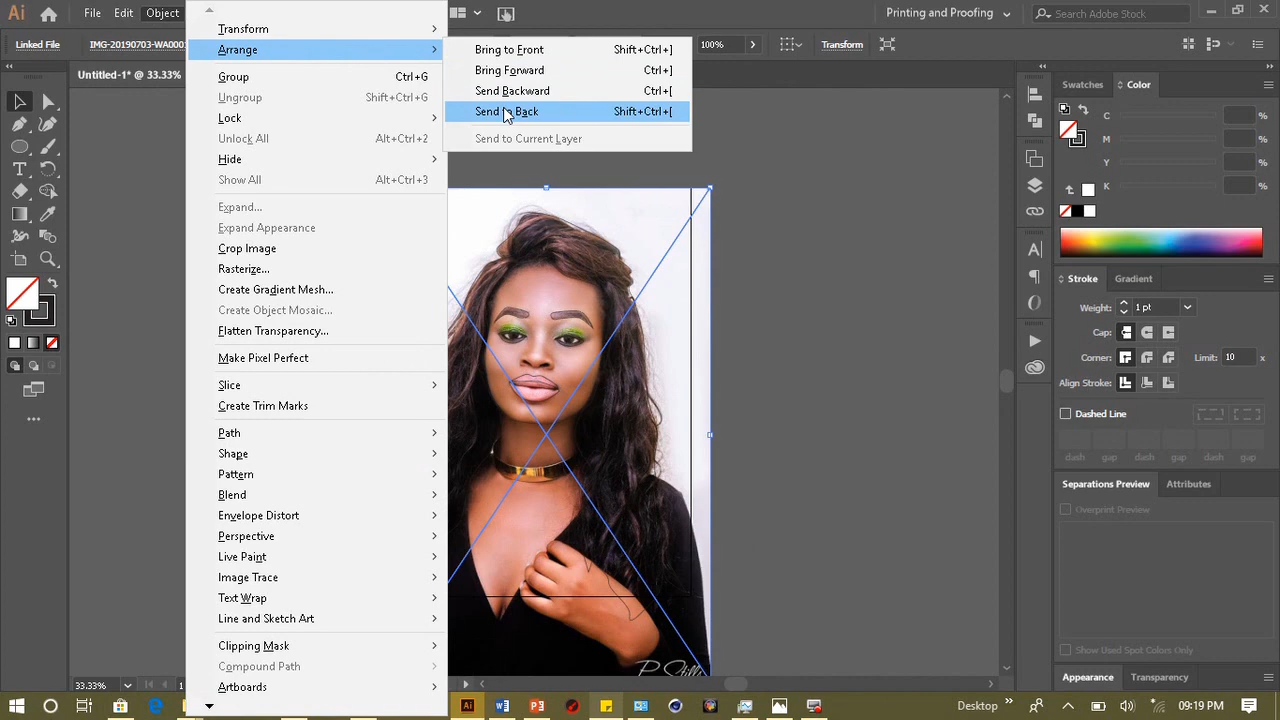 Ai File Edit Object Printing and Proofing Search Adobe Stock
Linked File IMG-20190703-WA0001 100% Transform
Untitled-1* @ 33.33%
Transform
Arrange
Group Ctrl+G
Ungroup Shift+Ctrl+G
Lock
Unlock All Alt+Ctrl+2
Hide
Show All Alt+Ctrl+3
Expand...
Expand Appearance
Crop Image
Rasterize...
Create Gradient Mesh...
Create Object Mosaic...
Flatten Transparency...
Make Pixel Perfect
Slice
Create Trim Marks
Path
Shape
Pattern
Blend
Envelope Distort
Perspective
Live Paint
Image Trace
Text Wrap
Line and Sketch Art
Clipping Mask
Compound Path
Artboards
Bring to Front Shift+Ctrl+]
Bring Forward Ctrl+]
Send Backward Ctrl+[
Send to Back Shift+Ctrl+[
Send to Current Layer
Swatches Color
C %
M %
Y %
K %
Stroke Gradient
Weight: 1 pt
Cap:
Corner: Limit: 10 x
Align Stroke:
Dashed Line
dash gap dash gap dash gap
Separations Preview Attributes
Overprint Preview
Show Used Spot Colors Only
Appearance Transparency
33.33% 1
Desktop 09:19 PM